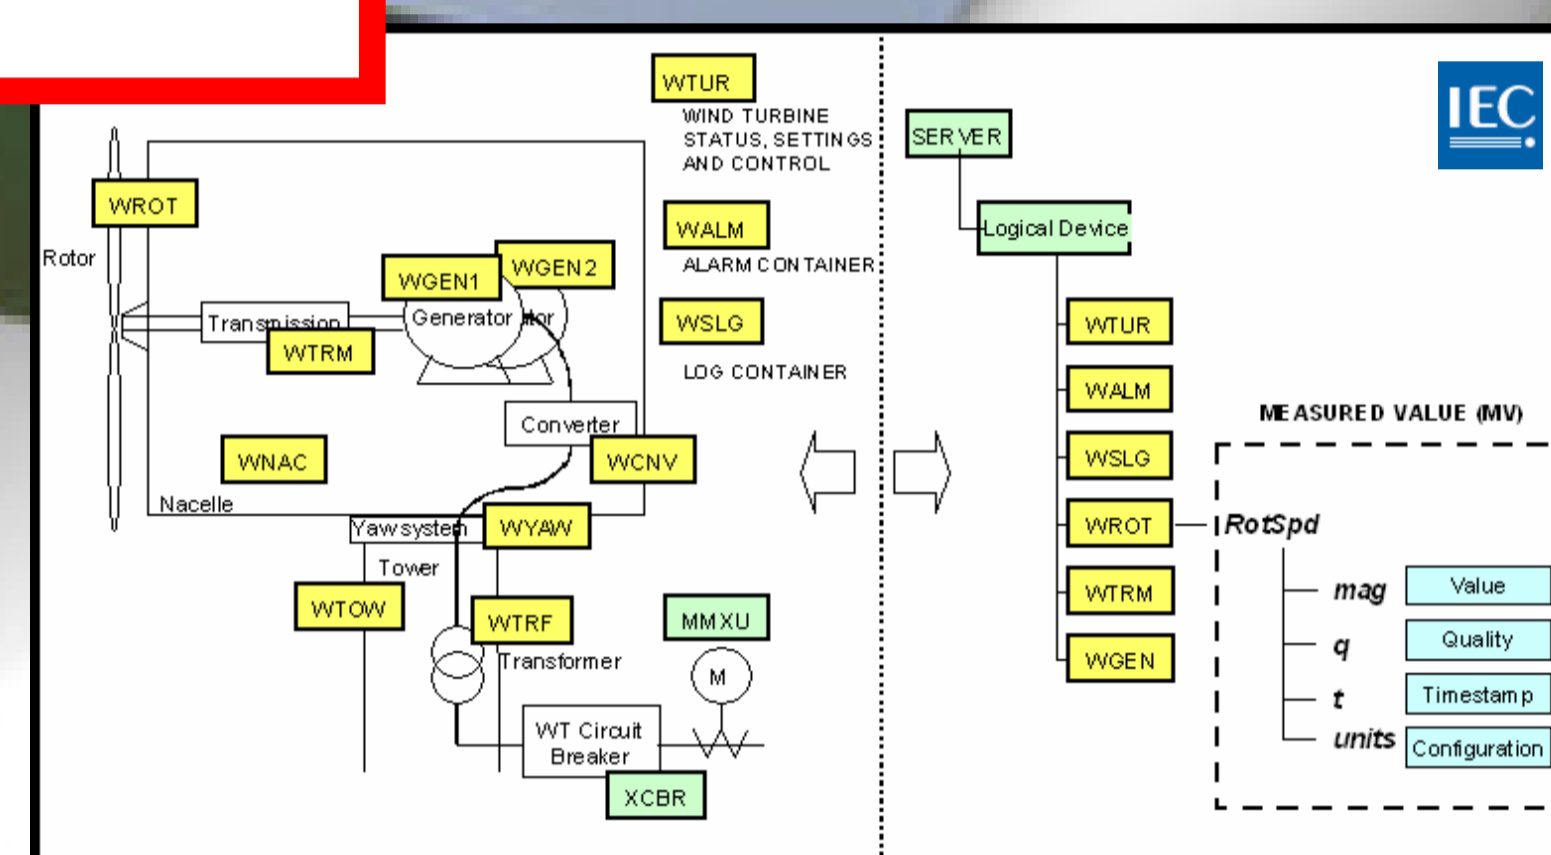 WTUR
WIND TURBINE
STATUS, SETTINGS
AND CONTROL
WROT
Rotor
WALM
ALARM CONTAINER
WGEN1
WGEN2
Generator
tor
Transmission
WTRM
WSLG
LOG CONTAINER
Converter
WCNV
WNAC
Nacelle
Yaw system
WYAW
Tower
WTOW
WTRF
Transformer
MMXU
M
WT Circuit
Breaker
XCBR
IEC
SERVER
Logical Device
WTUR
WALM
WSLG
WROT
WTRM
WGEN
MEASURED VALUE (MV)
RotSpd
mag
Value
q
Quality
t
Timestamp
units
Configuration